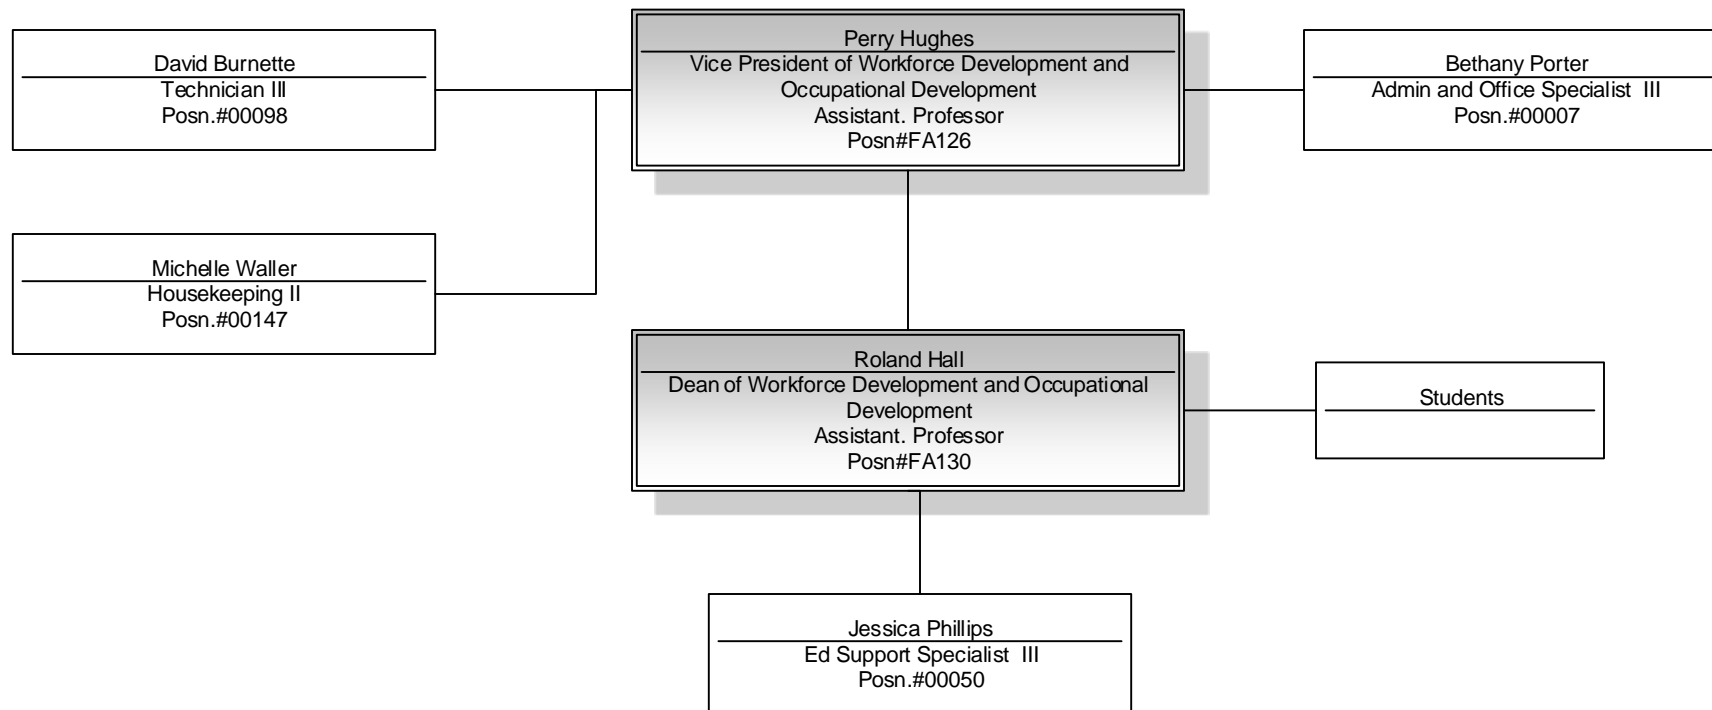 David Burnette
Technician III
Posn.#00098
Perry Hughes
Vice President of Workforce Development and
Occupational Development
Assistant. Professor
Posn#FA126
Bethany Porter
Admin and Office Specialist  III
Posn.#00007
Michelle Waller
Housekeeping II
Posn.#00147
Roland Hall
Dean of Workforce Development and Occupational
Development
Assistant. Professor
Posn#FA130
Students
Jessica Phillips
Ed Support Specialist  III
Posn.#00050